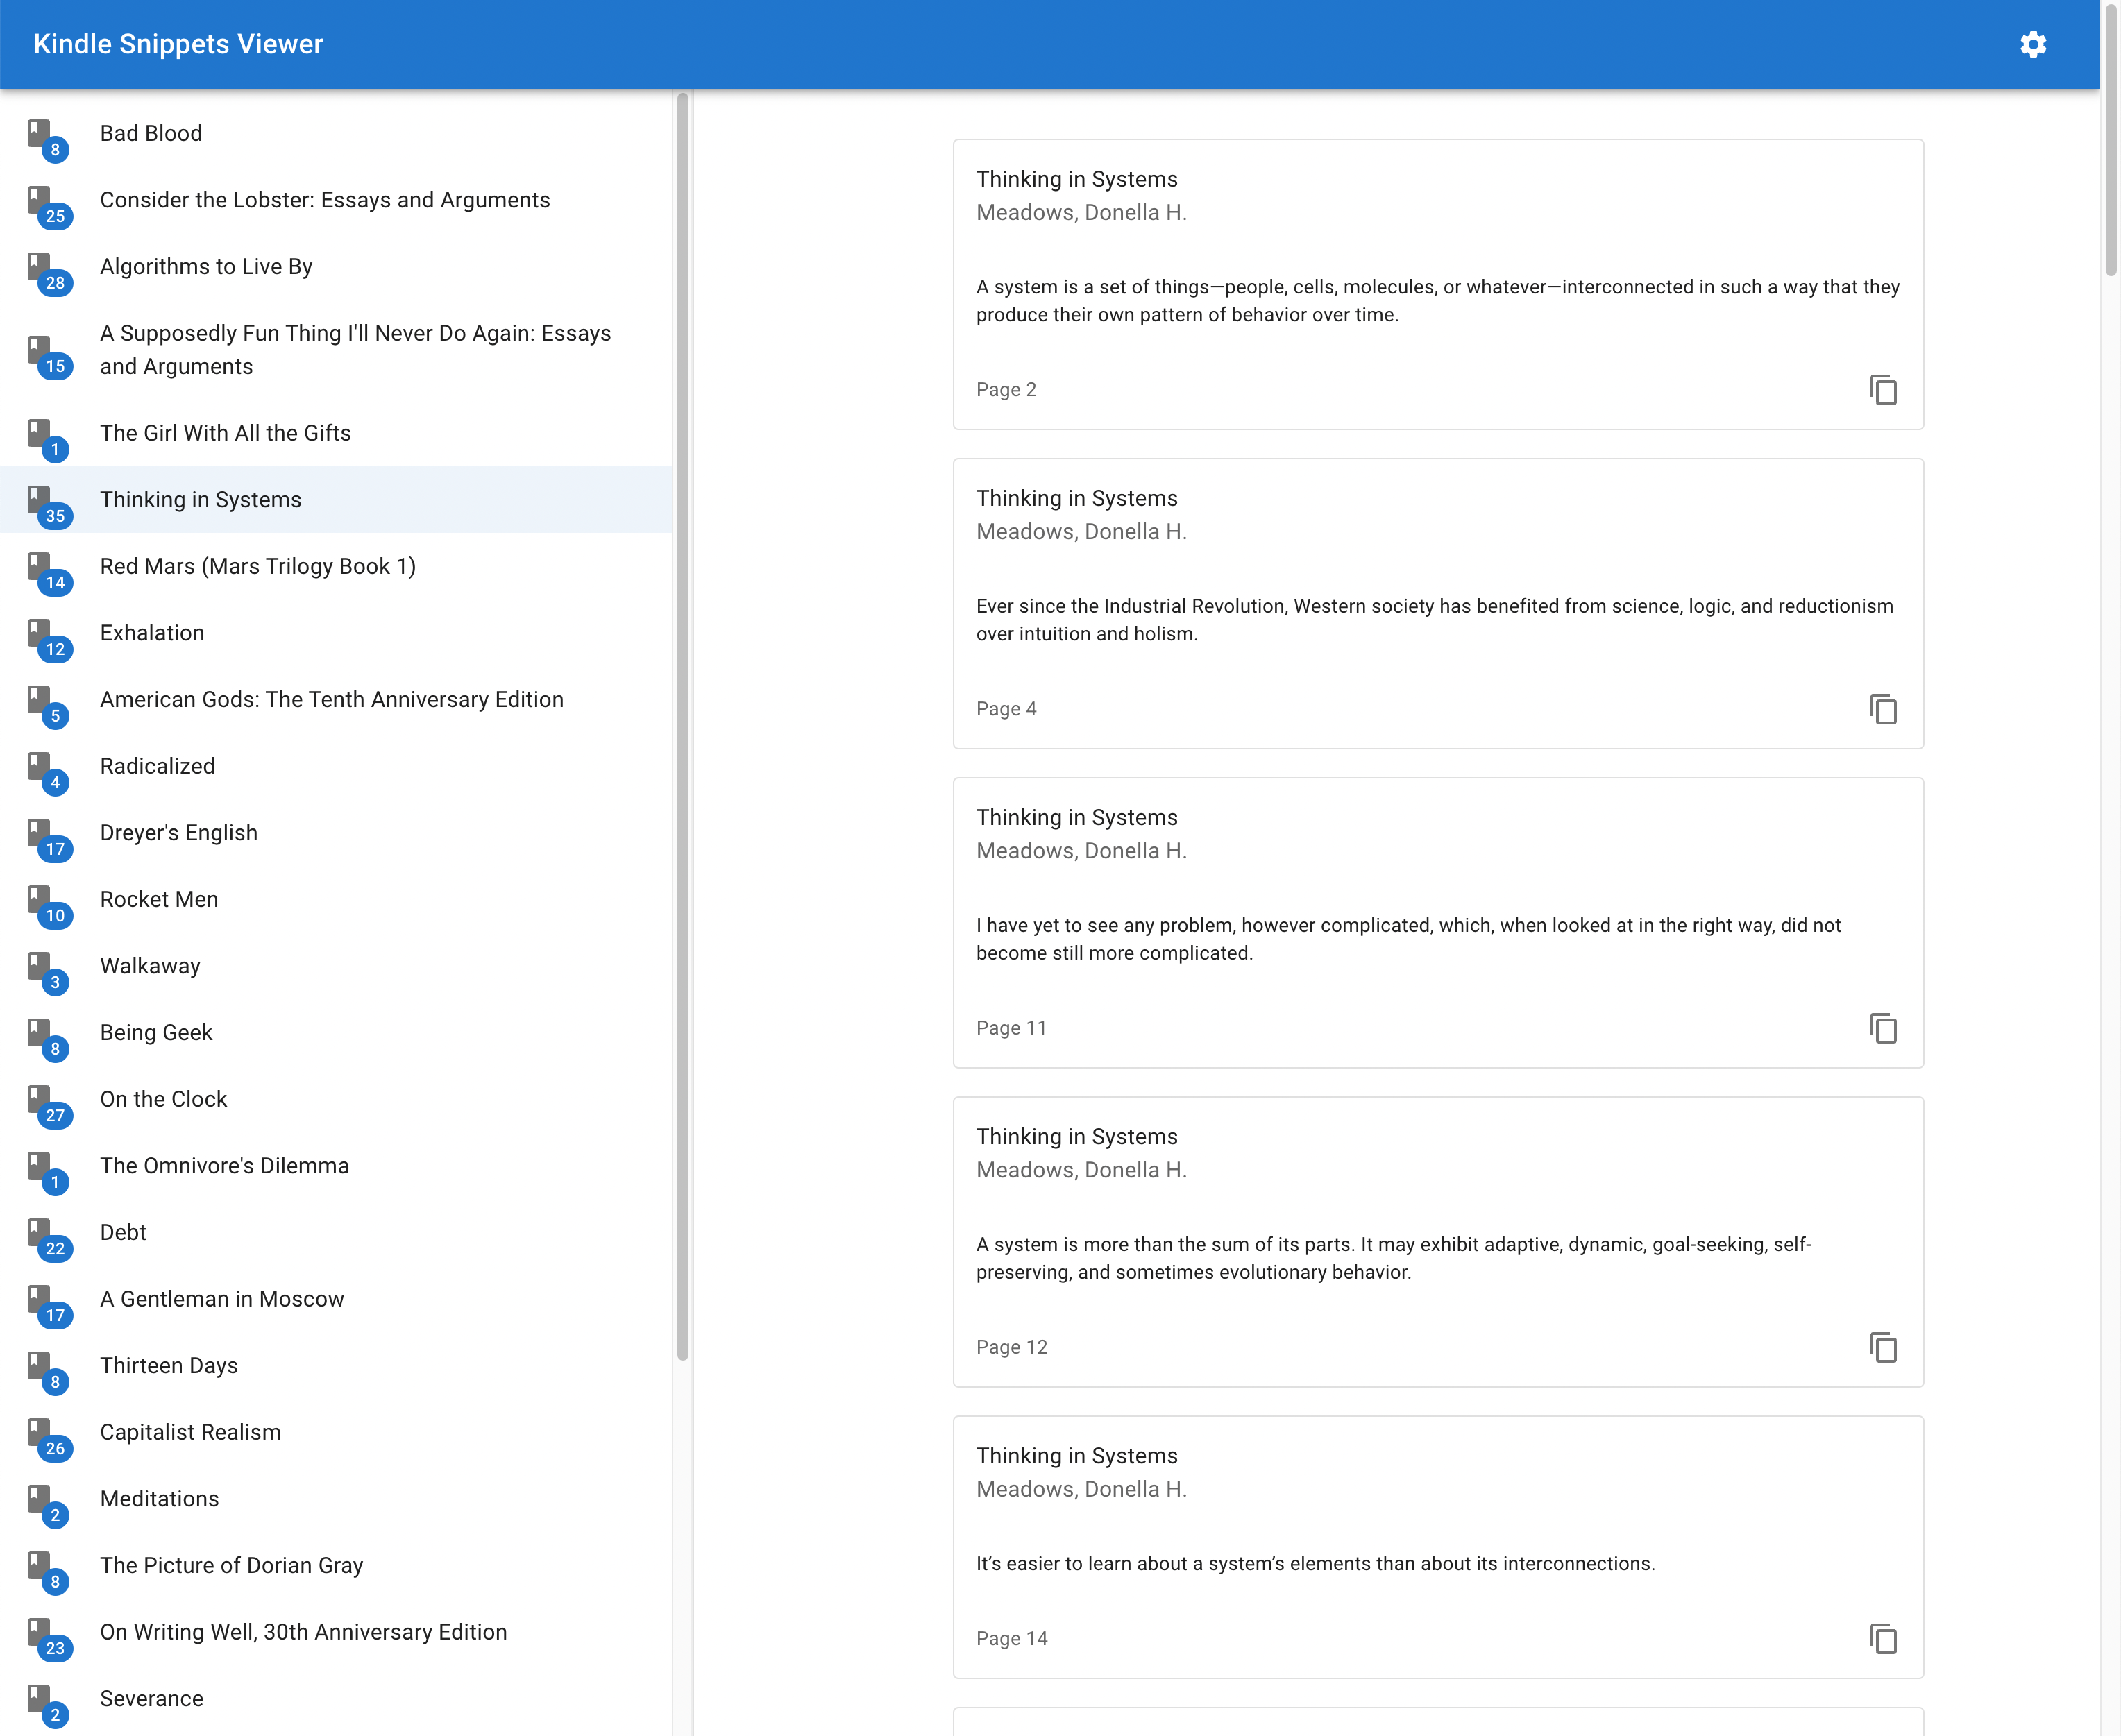 Kindle Snippets Viewer
8
Bad Blood
25
Consider the Lobster: Essays and Arguments
28
Algorithms to Live By
15
A Supposedly Fun Thing I'll Never Do Again: Essays
and Arguments
1
The Girl With All the Gifts
35
Thinking in Systems
14
Red Mars (Mars Trilogy Book 1)
12
Exhalation
5
American Gods: The Tenth Anniversary Edition
4
Radicalized
17
Dreyer's English
10
Rocket Men
3
Walkaway
8
Being Geek
27
On the Clock
1
The Omnivore's Dilemma
22
Debt
17
A Gentleman in Moscow
8
Thirteen Days
26
Capitalist Realism
2
Meditations
8
The Picture of Dorian Gray
23
On Writing Well, 30th Anniversary Edition
2
Severance
Thinking in Systems
Meadows, Donella H.
A system is a set of things—people, cells, molecules, or whatever—interconnected in such a way that they
produce their own pattern of behavior over time.
Page 2
Thinking in Systems
Meadows, Donella H.
Ever since the Industrial Revolution, Western society has benefited from science, logic, and reductionism
over intuition and holism.
Page 4
Thinking in Systems
Meadows, Donella H.
I have yet to see any problem, however complicated, which, when looked at in the right way, did not
become still more complicated.
Page 11
Thinking in Systems
Meadows, Donella H.
A system is more than the sum of its parts. It may exhibit adaptive, dynamic, goal-seeking, self-
preserving, and sometimes evolutionary behavior.
Page 12
Thinking in Systems
Meadows, Donella H.
It’s easier to learn about a system’s elements than about its interconnections.
Page 14